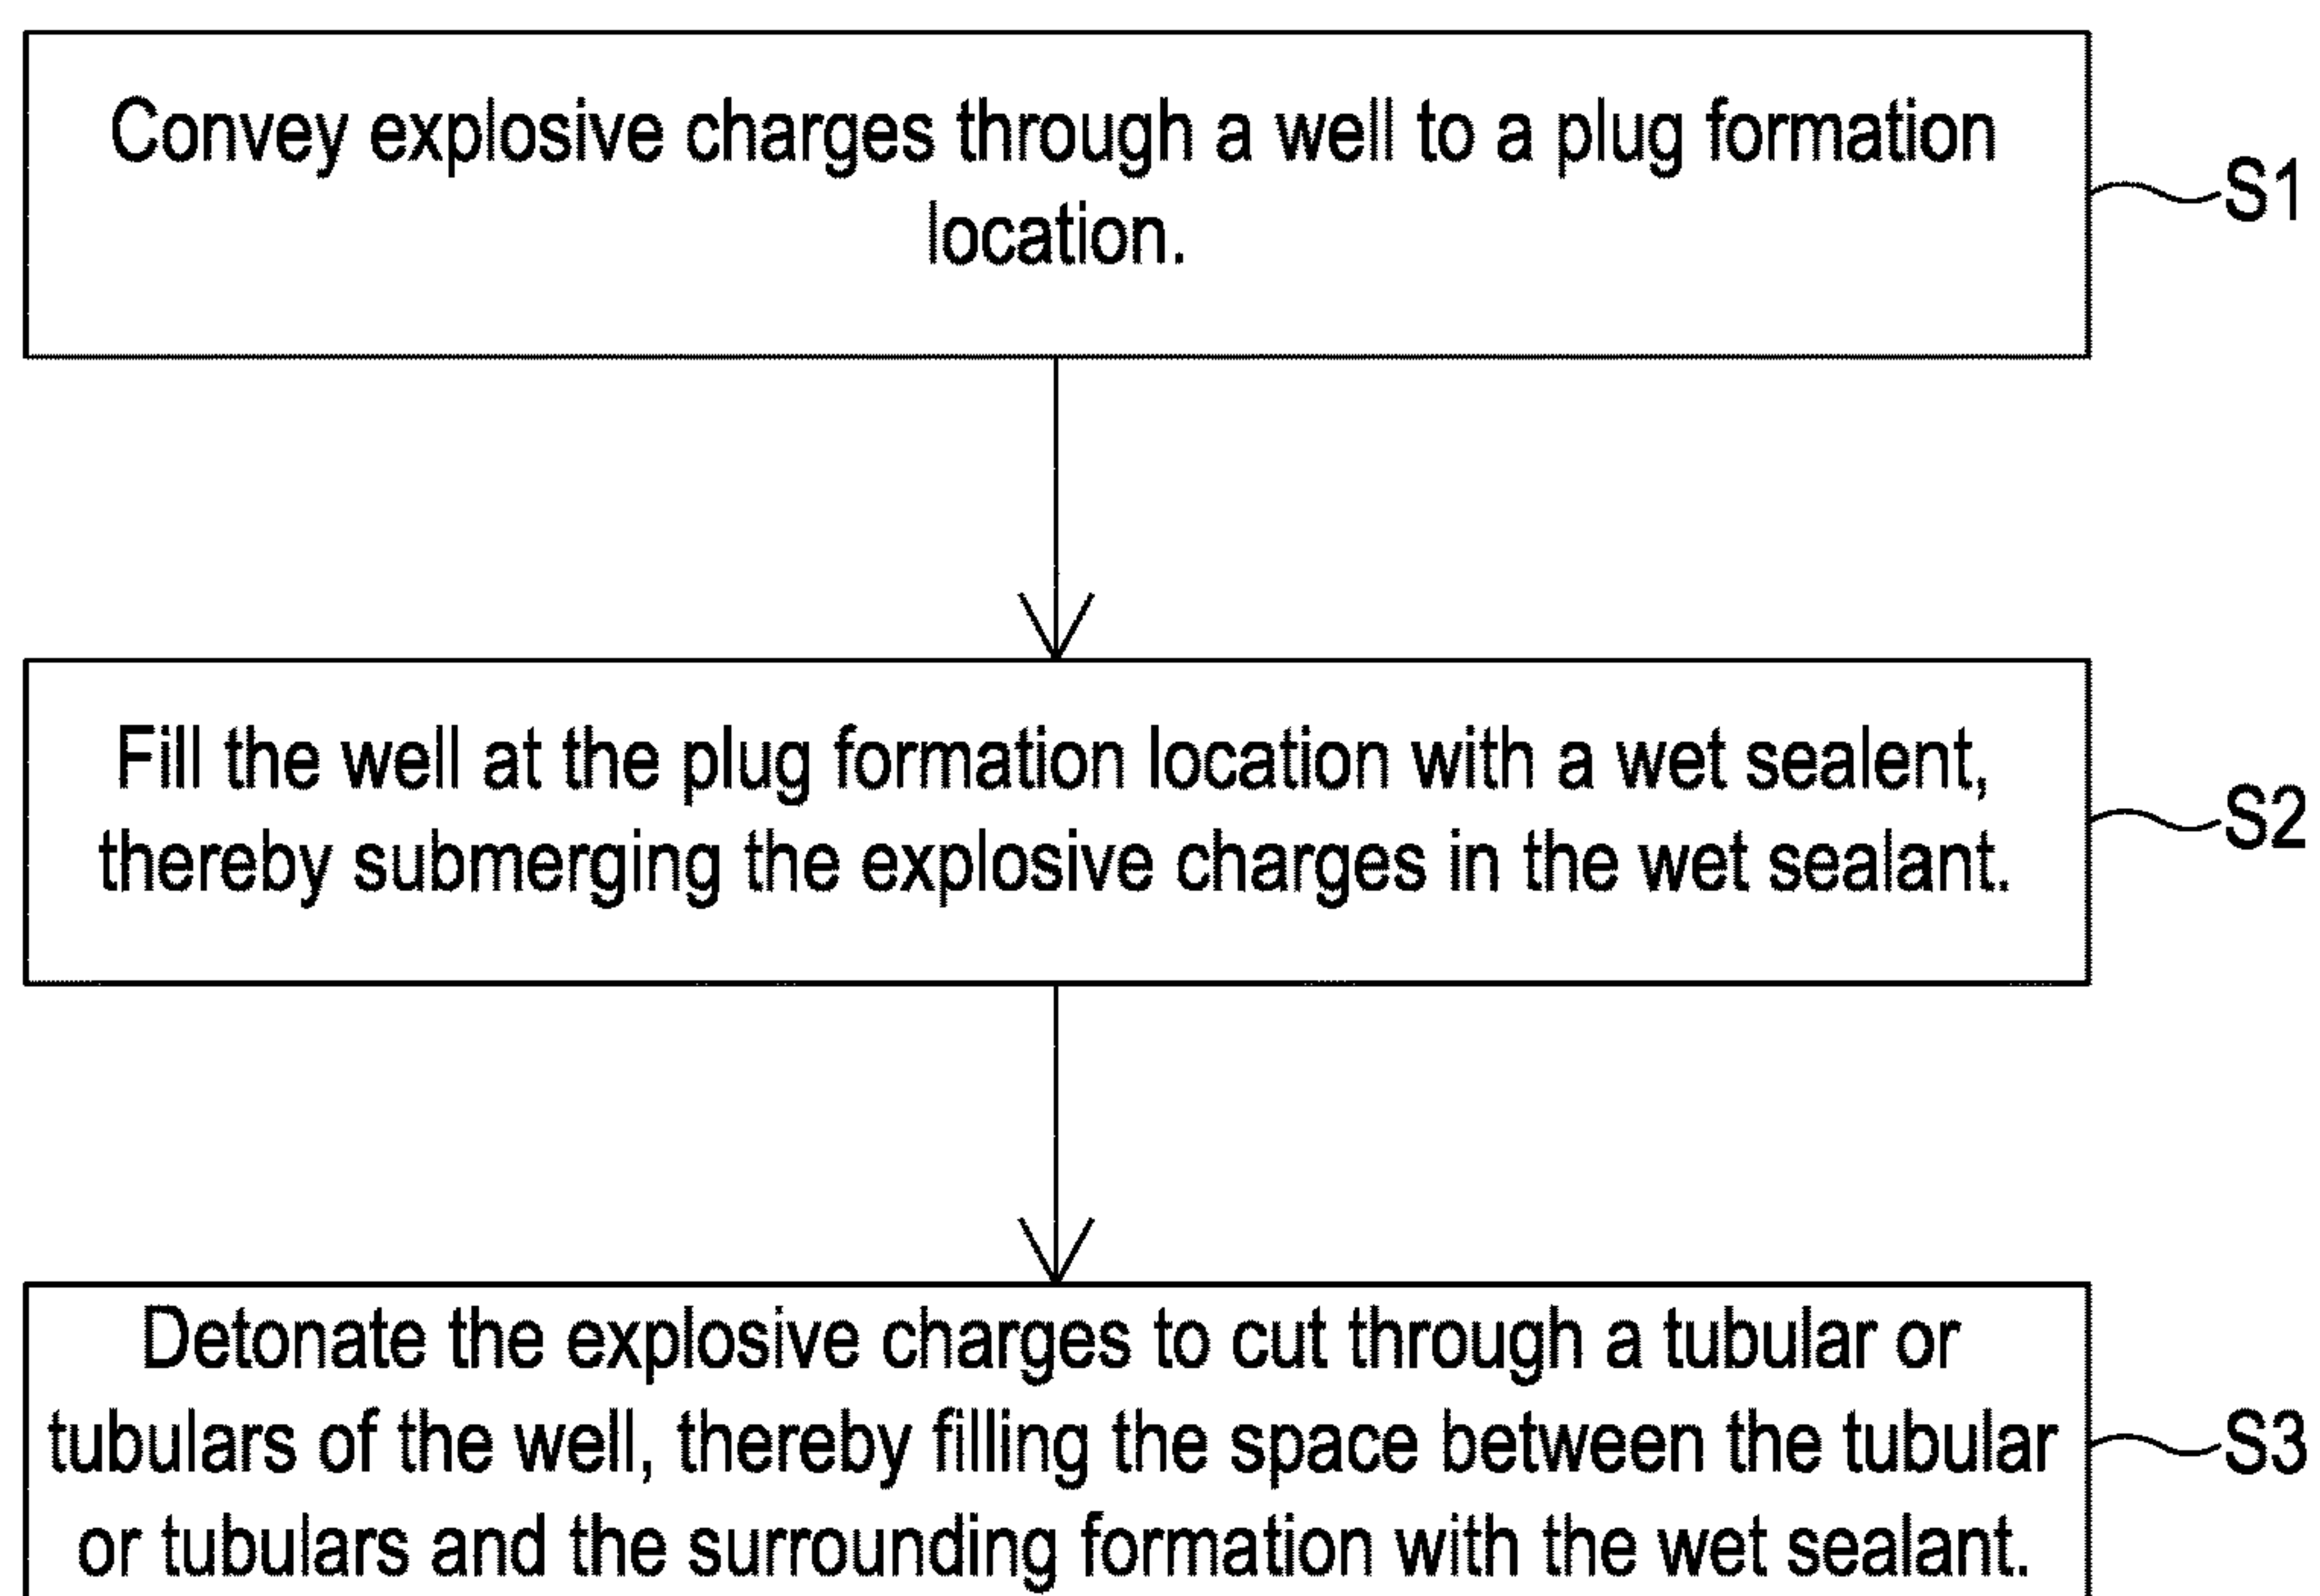 Convey explosive charges through a well to a plug formation
location.
S1
Fill the well at the plug formation location with a wet sealent,
thereby submerging the explosive charges in the wet sealant.
S2
Detonate the explosive charges to cut through a tubular or
tubulars of the well, thereby filling the space between the tubular
or tubulars and the surrounding formation with the wet sealant.
S3